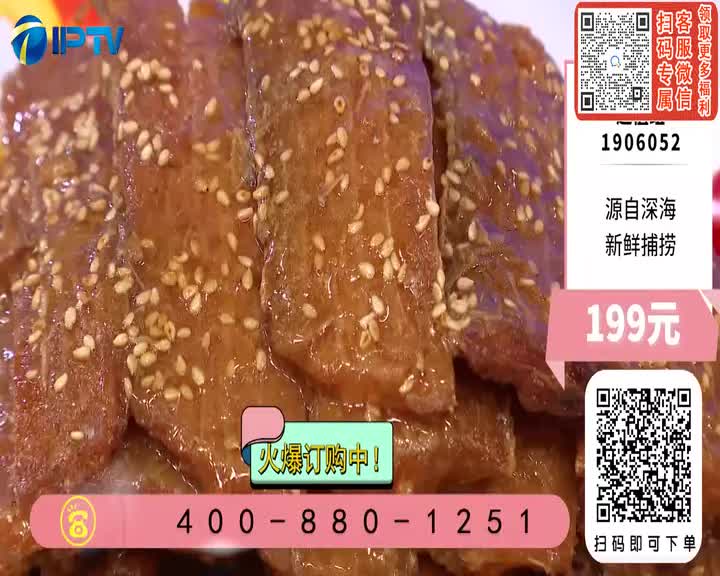 IPTV
领取更多福利
客服微信
扫码专属
1906052
源自深海
新鲜捕捞
199元
火爆订购中！
400-880-1251
扫码即可下单